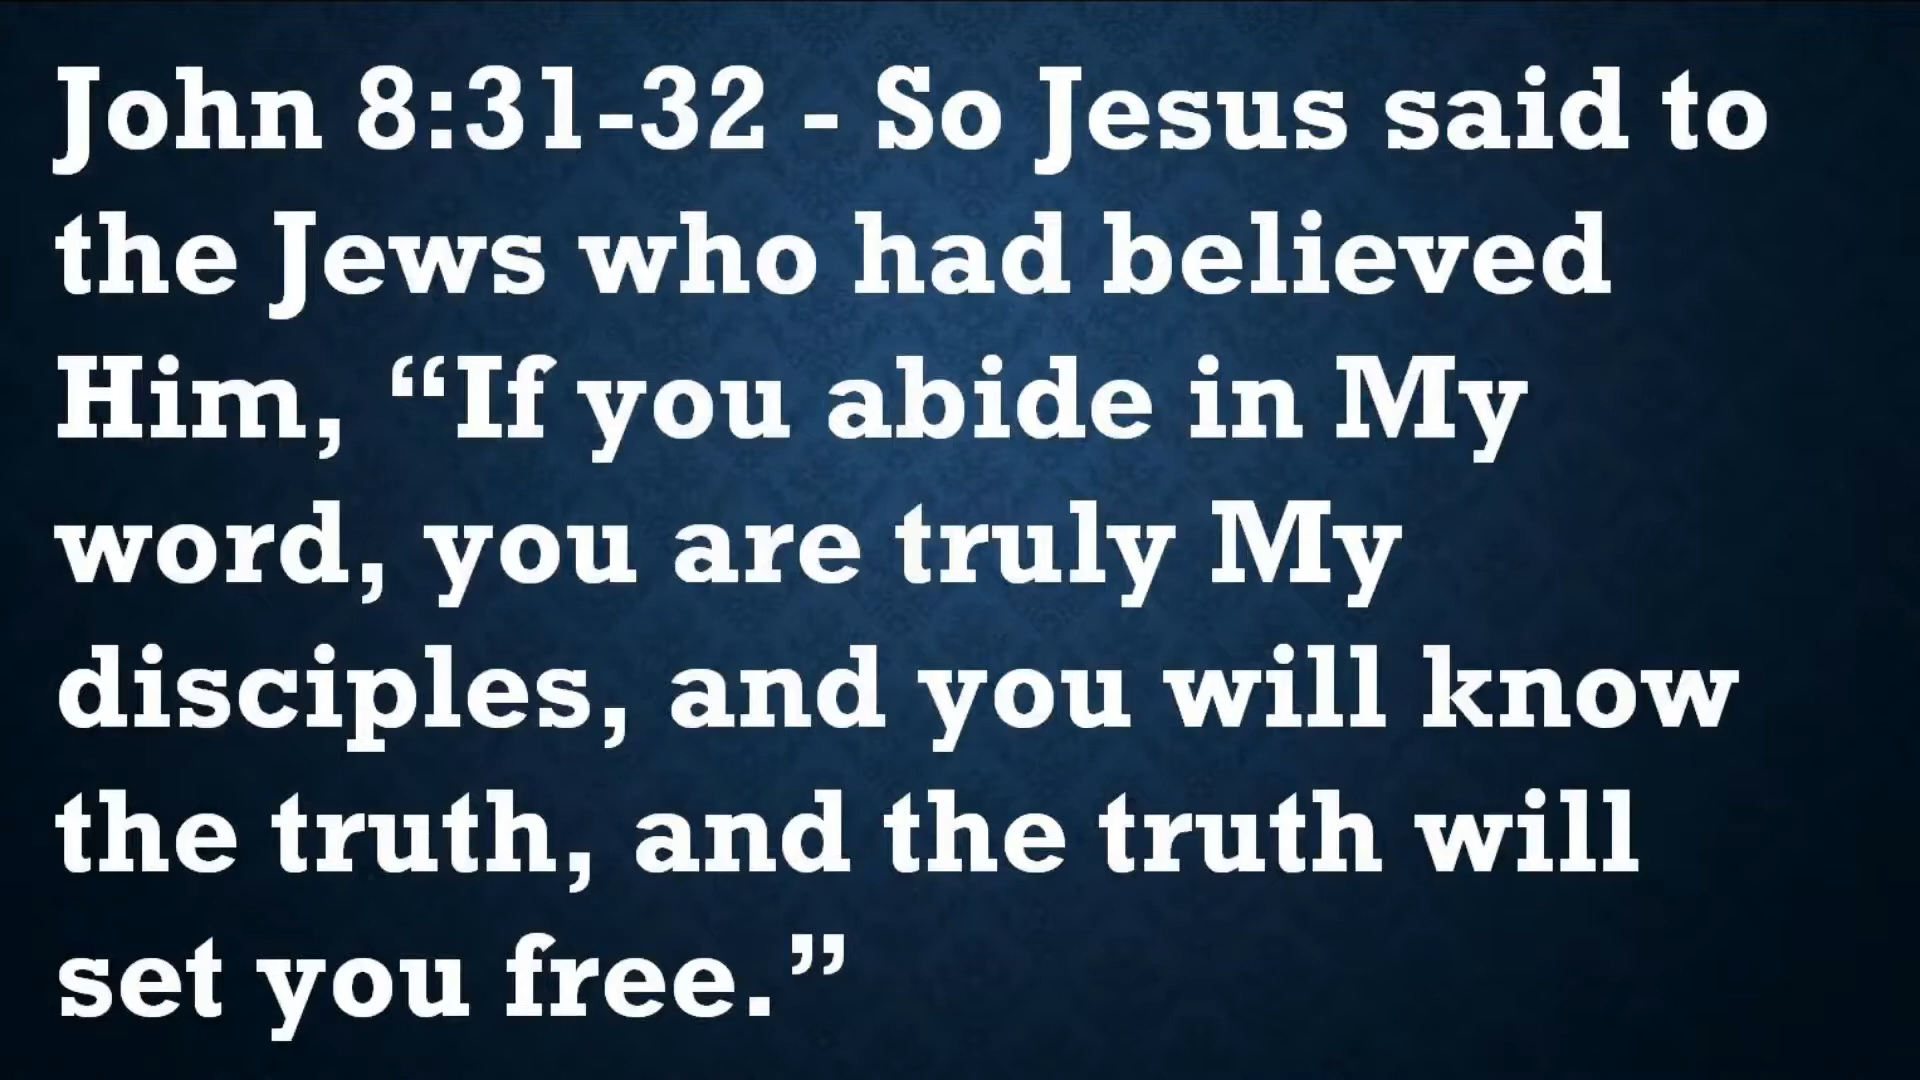 John 8:31-32 - So Jesus said to
the Jews who had believed
Him, “If you abide in My
word, you are truly My
disciples, and you will know
the truth, and the truth will
set you free.”